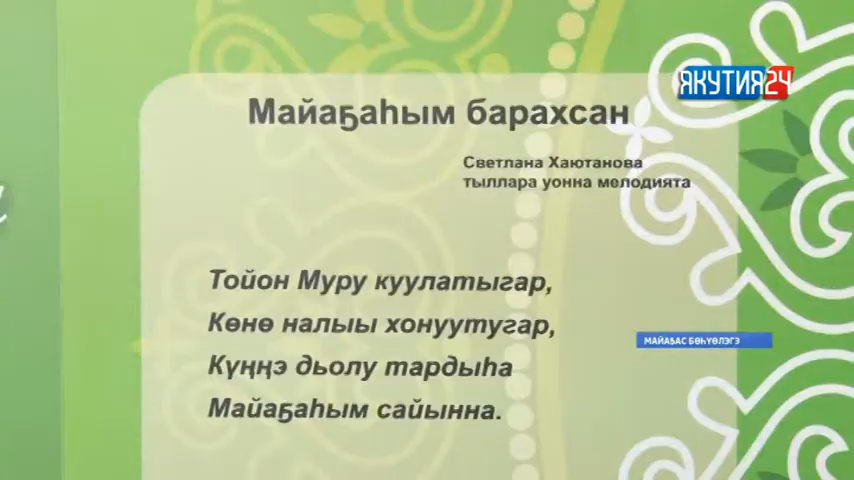 ЯКУТИЯ24
Майаҕаһым барахсан
Светлана Хаютанова
тыллара уонна мелодията
Тойон Муру куулатыгар,
Көнө налыы хонуутугар,
Күҥҥэ дьолу тардыһа
Майаҕаһым сайынна.
МАЙАҔАС БӨҺҮӨЛЭГЭ